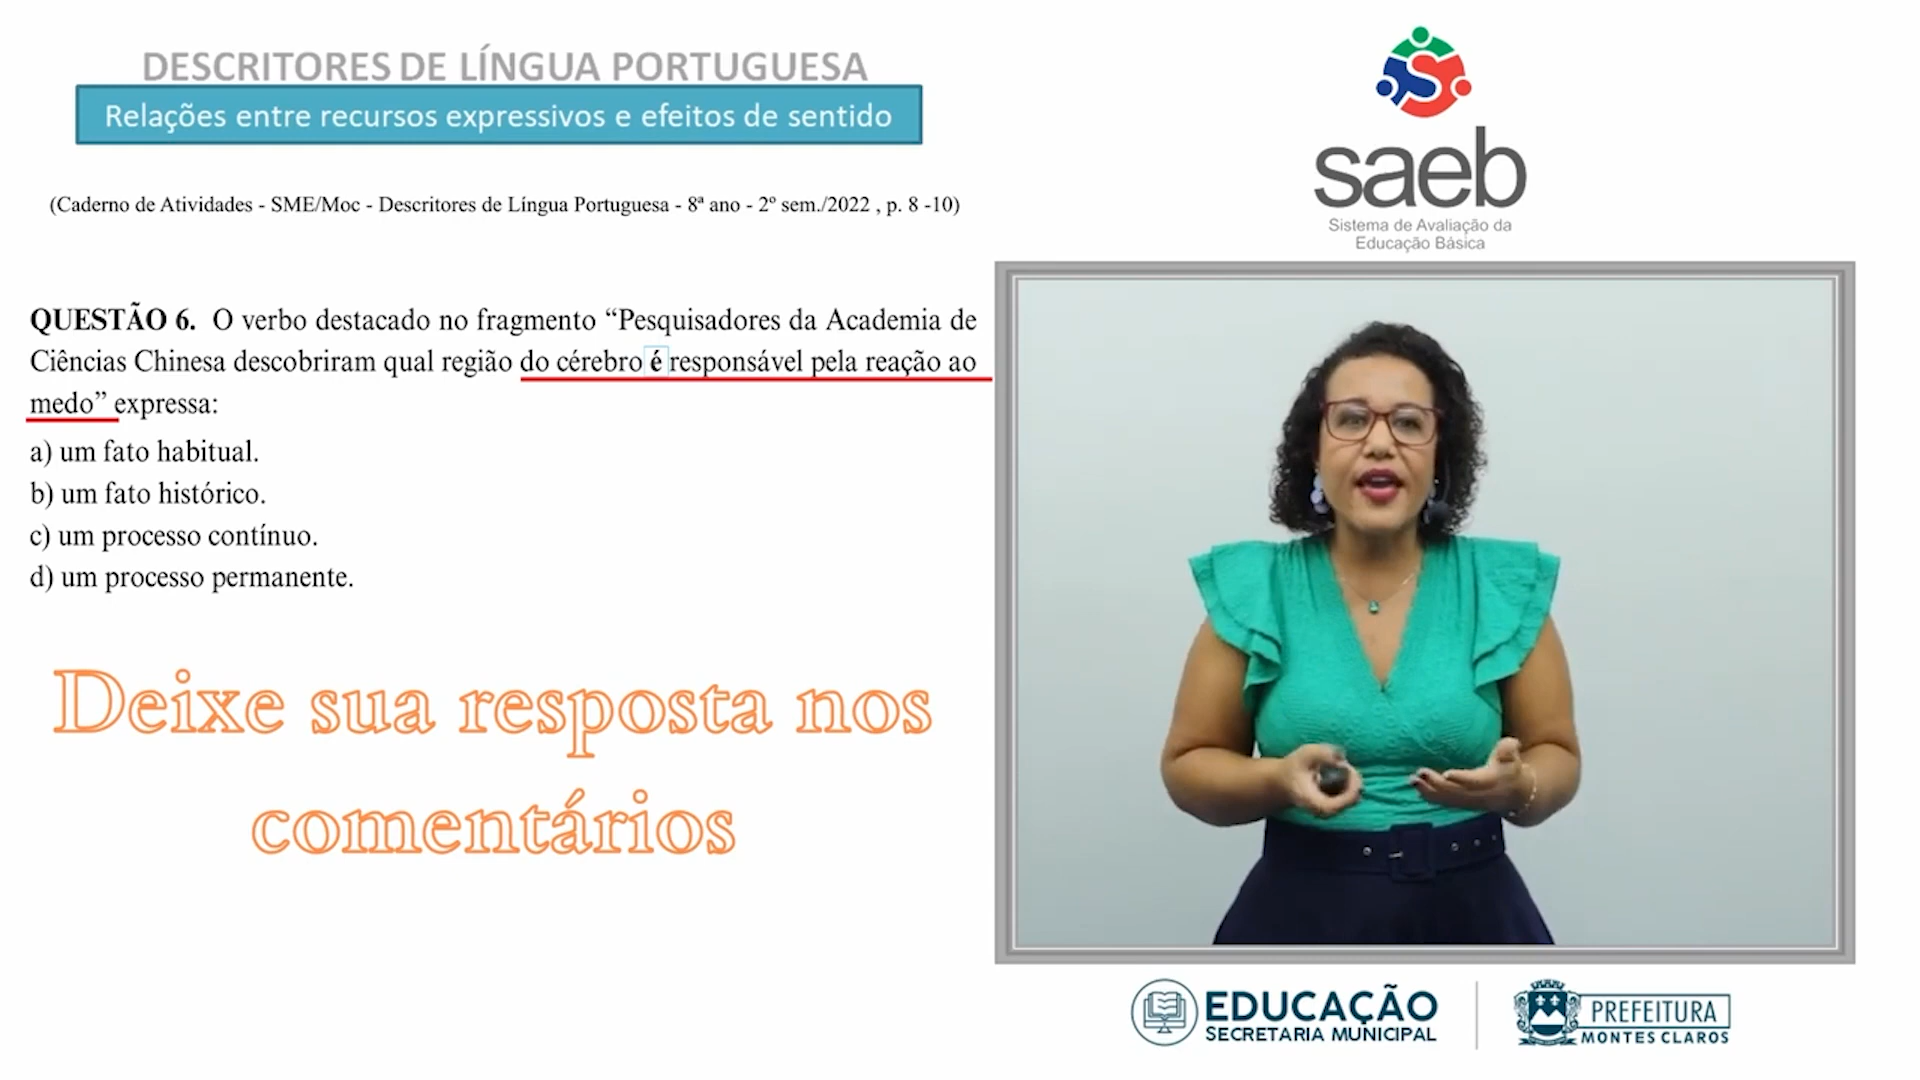 DESCRITORES DE LÍNGUA PORTUGUESA
Relações entre recursos expressivos e efeitos de sentido
(Caderno de Atividades - SME/Moc - Descritores de Língua Portuguesa - 8ª ano - 2º sem./2022 , p. 8 -10)
QUESTÃO 6. O verbo destacado no fragmento “Pesquisadores da Academia de
Ciências Chinesa descobriram qual região do cérebro é responsável pela reação ao
medo” expressa:
a) um fato habitual.
b) um fato histórico.
c) um processo contínuo.
d) um processo permanente.
Deixe sua resposta nos
comentários
saeb
Sistema de Avaliação da
Educação Básica
EDUCAÇÃO
SECRETARIA MUNICIPAL
PREFEITURA
MONTES CLAROS